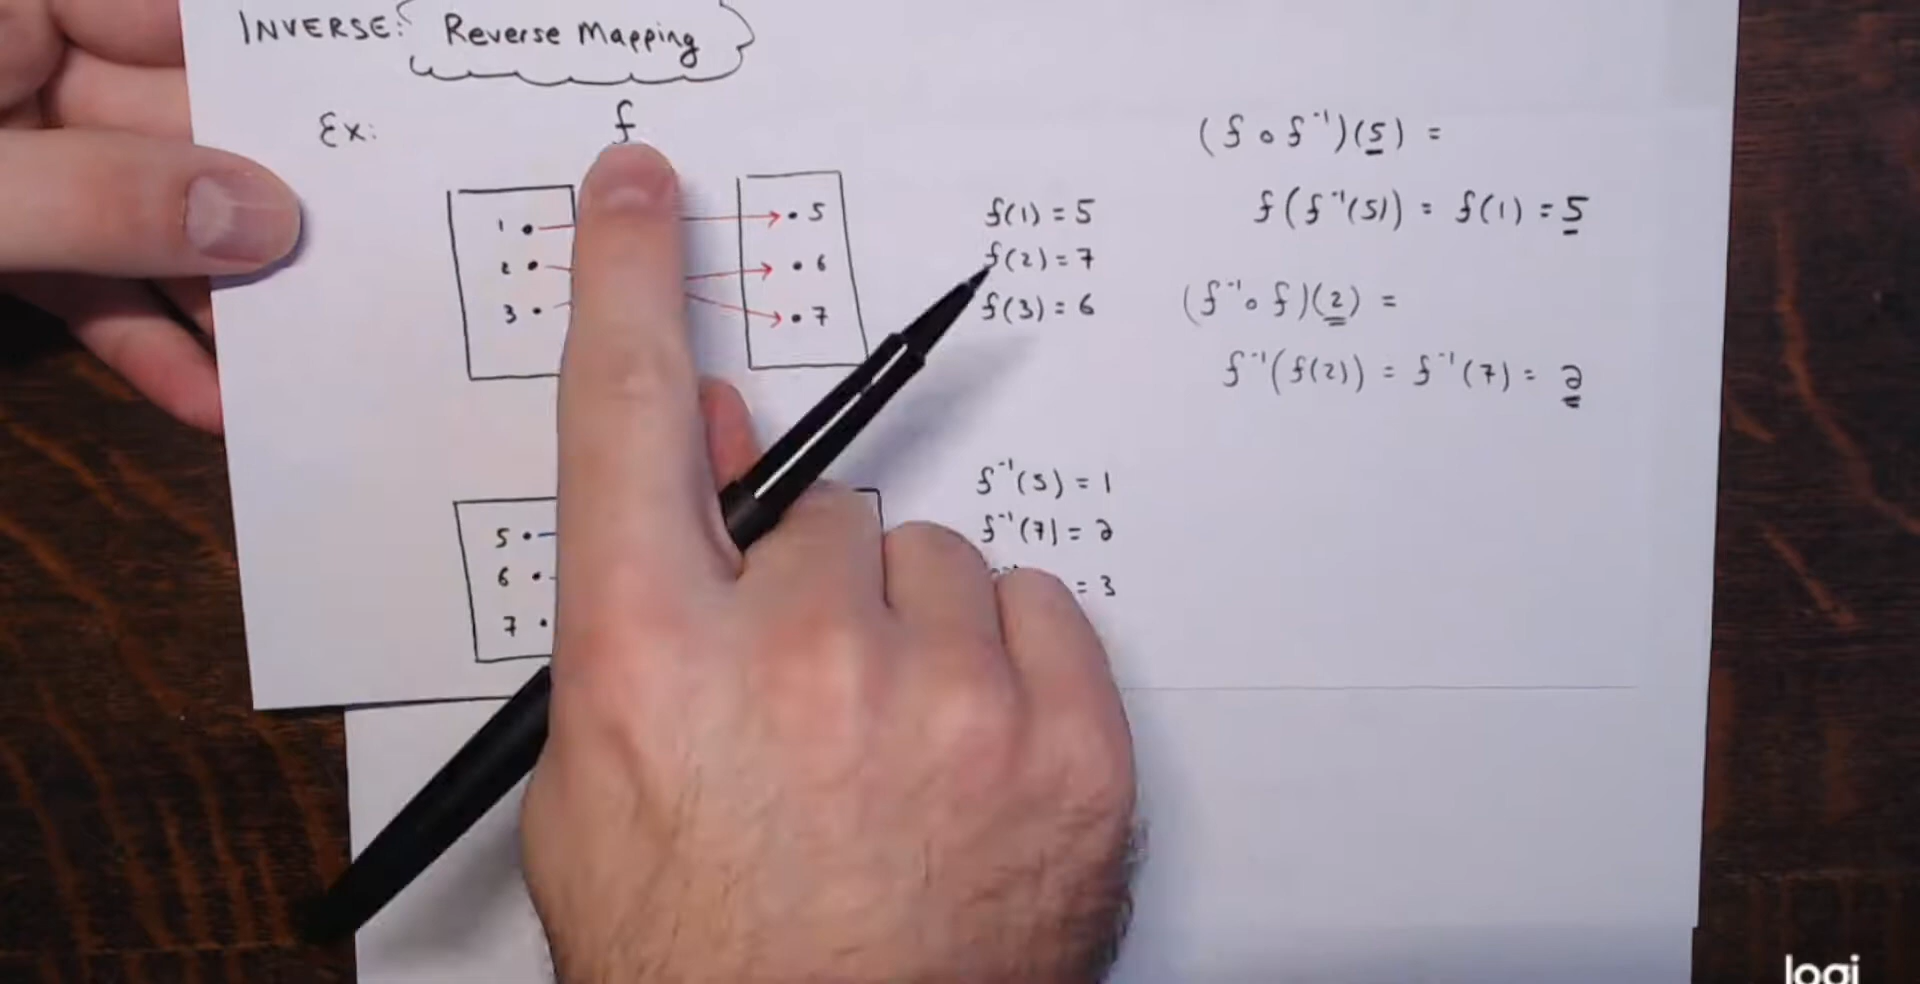 INVERSE: Reverse Mapping
Ex: f
1 • • 5
2 • • 6
3 • • 7
f(1) = 5
f(2) = 7
f(3) = 6
5 •
6 •
7 •
f⁻¹(5) = 1
f⁻¹(7) = 2
= 3
(f ∘ f⁻¹)(5) =
f(f⁻¹(5)) = f(1) = 5
(f⁻¹ ∘ f)(2) =
f⁻¹(f(2)) = f⁻¹(7) = 2
logi